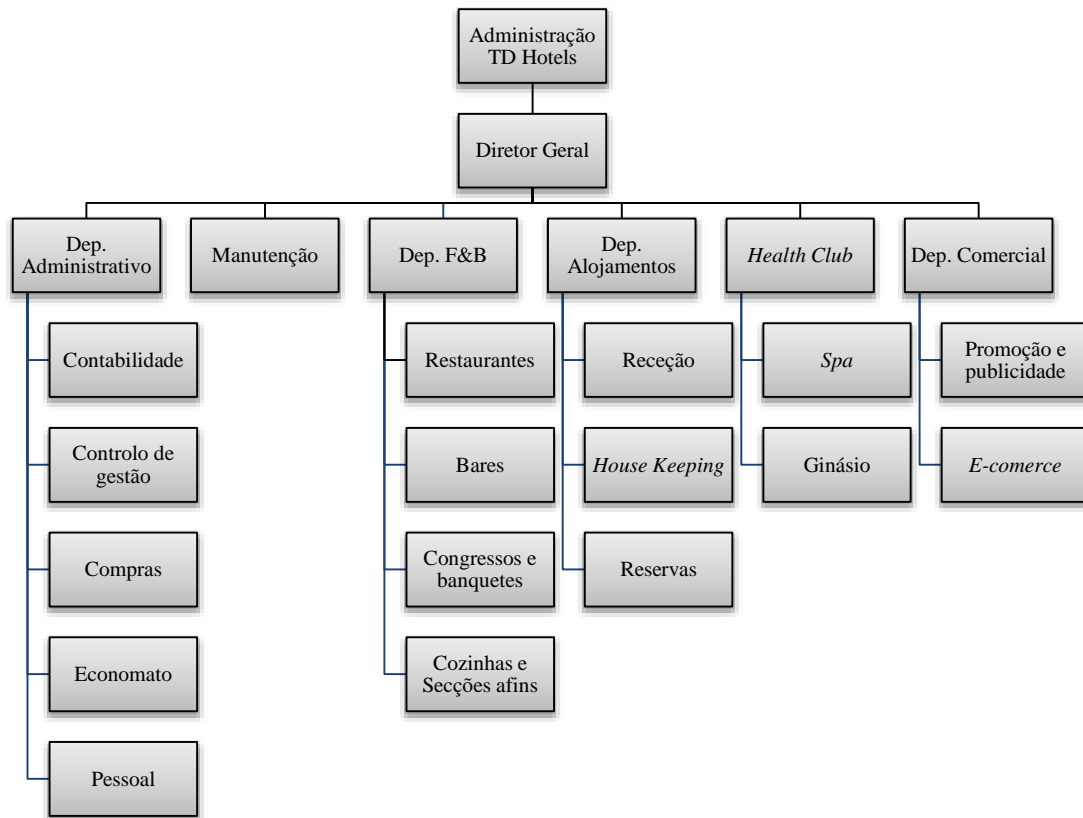 Administração
TD Hotels
Diretor Geral
Dep.
Administrativo
Manutenção
Dep. F&B
Dep.
Alojamentos
Health Club
Dep. Comercial
Contabilidade
Restaurantes
Receção
Spa
Promoção e
publicidade
Controlo de
gestão
Bares
House Keeping
Ginásio
E-comerce
Compras
Congressos e
banquetes
Reservas
Economato
Cozinhas e
Secções afins
Pessoal